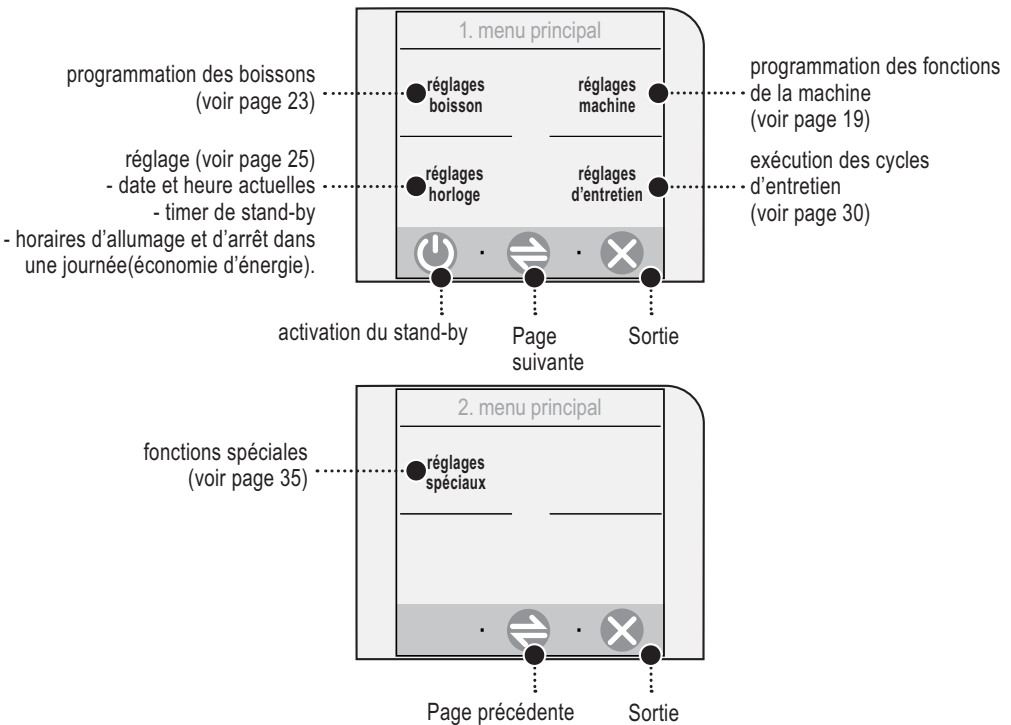 1. menu principal
programmation des boissons
(voir page 23)
réglages
boisson
réglages
machine
programmation des fonctions
de la machine
(voir page 19)
réglage (voir page 25)
- date et heure actuelles
- timer de stand-by
- horaires d’allumage et d’arrêt dans
une journée(économie d’énergie).
réglages
horloge
réglages
d’entretien
exécution des cycles
d’entretien
(voir page 30)
activation du stand-by
Page
suivante
Sortie
2. menu principal
fonctions spéciales
(voir page 35)
réglages
spéciaux
Page précédente
Sortie